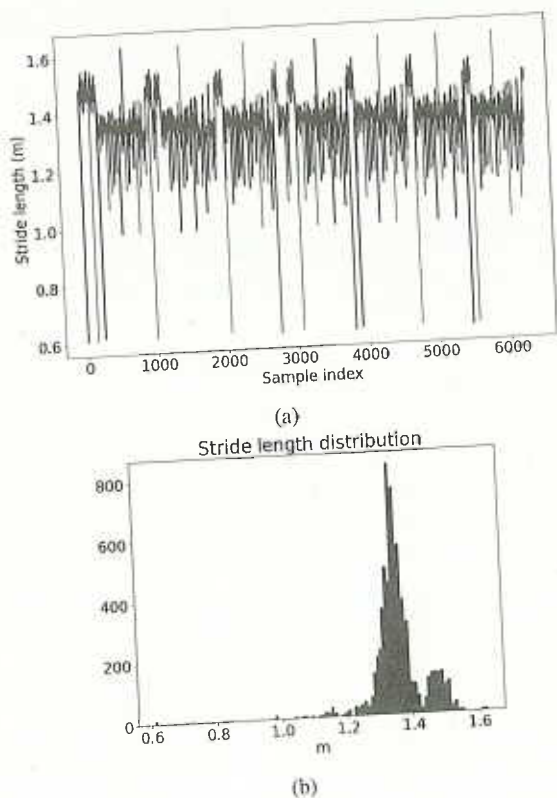 1.6
1.4
1.2
1.0
0.8
0.6
Stride length (m)
0 1000 2000 3000 4000 5000 6000
Sample index
(a)
Stride length distribution
800
600
400
200
0
0.6 0.8 1.0 1.2 1.4 1.6
m
(b)